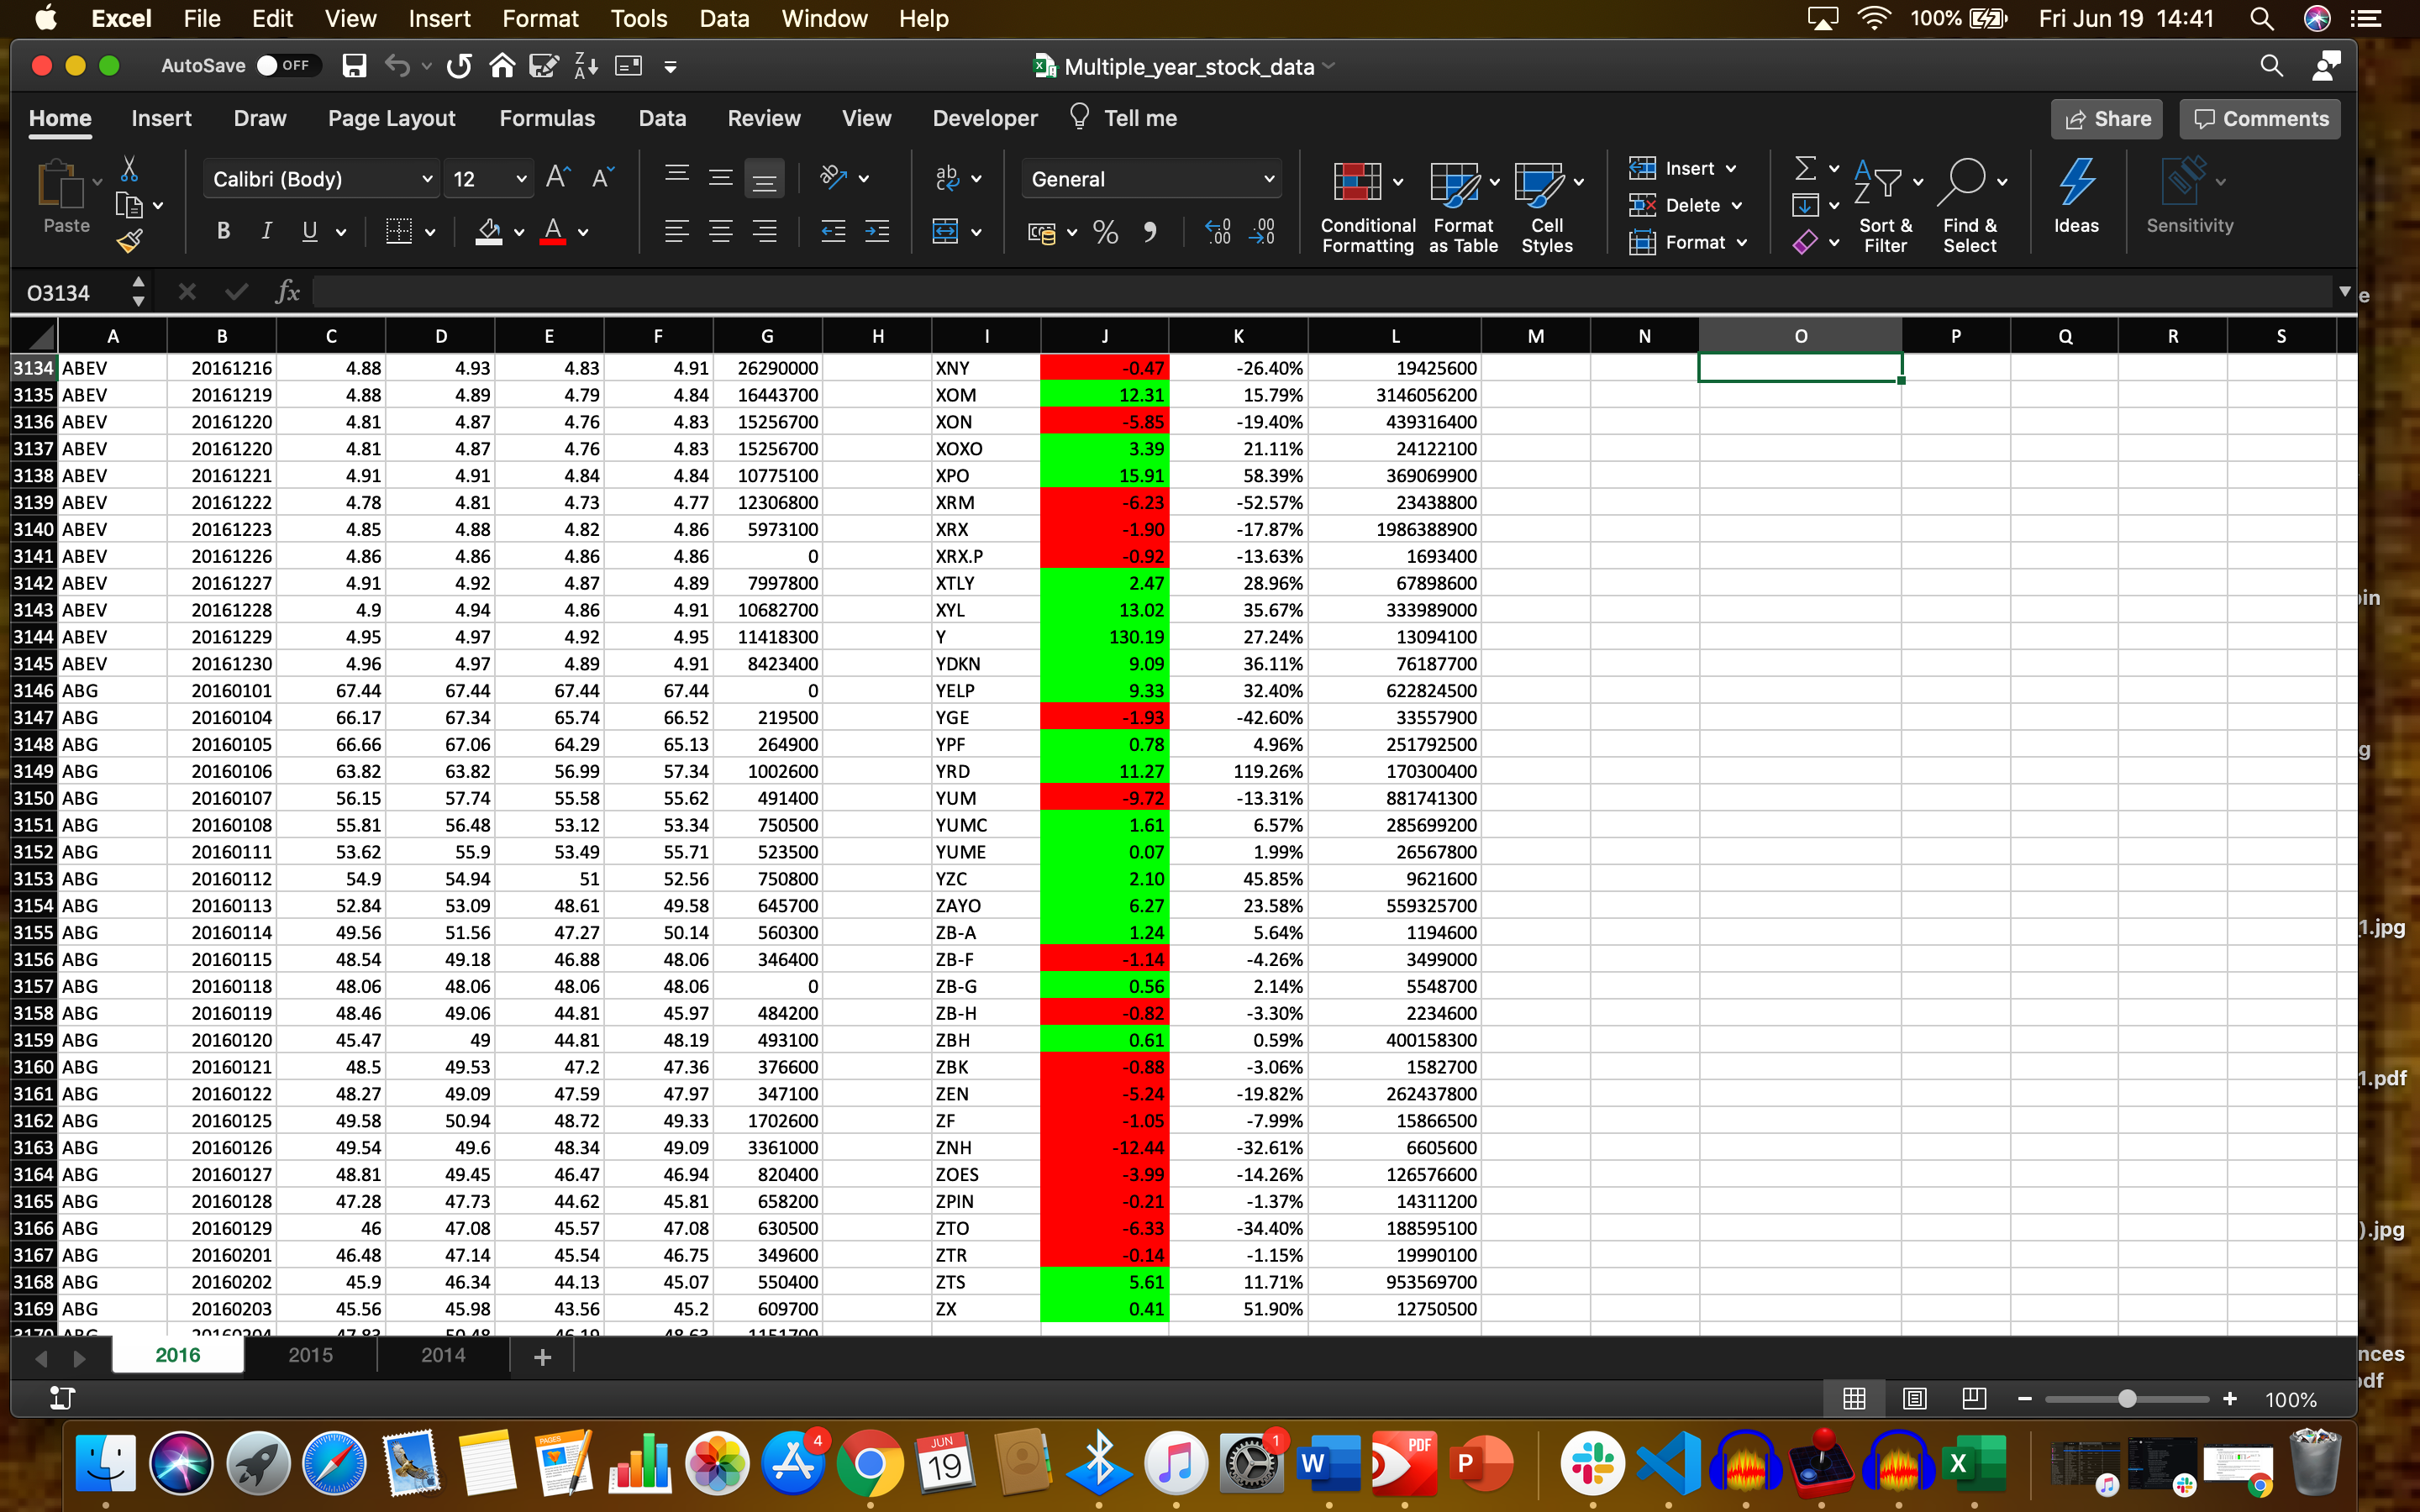 Excel File Edit View Insert Format Tools Data Window Help 100% Fri Jun 19 14:41
AutoSave OFF Multiple_year_stock_data
Home Insert Draw Page Layout Formulas Data Review View Developer Tell me Share Comments
Paste Calibri (Body) 12 General Conditional Formatting Format as Table Cell Styles Insert Delete Format Sort & Filter Find & Select Ideas Sensitivity
O3134 fx
A B C D E F G H I J K L M N O P Q R S
3134 ABEV 20161216 4.88 4.93 4.83 4.91 26290000 XNY -0.47 -26.40% 19425600
3135 ABEV 20161219 4.88 4.89 4.79 4.84 16443700 XOM 12.31 15.79% 3146056200
3136 ABEV 20161220 4.81 4.87 4.76 4.83 15256700 XON -5.85 -19.40% 439316400
3137 ABEV 20161220 4.81 4.87 4.76 4.83 15256700 XOXO 3.39 21.11% 24122100
3138 ABEV 20161221 4.91 4.91 4.84 4.84 10775100 XPO 15.91 58.39% 369069900
3139 ABEV 20161222 4.78 4.81 4.73 4.77 12306800 XRM -6.23 -52.57% 23438800
3140 ABEV 20161223 4.85 4.88 4.82 4.86 5973100 XRX -1.90 -17.87% 1986388900
3141 ABEV 20161226 4.86 4.86 4.86 4.86 0 XRX.P -0.92 -13.63% 1693400
3142 ABEV 20161227 4.91 4.92 4.87 4.89 7997800 XTLY 2.47 28.96% 67898600
3143 ABEV 20161228 4.9 4.94 4.86 4.91 10682700 XYL 13.02 35.67% 333989000
3144 ABEV 20161229 4.95 4.97 4.92 4.95 11418300 Y 130.19 27.24% 13094100
3145 ABEV 20161230 4.96 4.97 4.89 4.91 8423400 YDKN 9.09 36.11% 76187700
3146 ABG 20160101 67.44 67.44 67.44 67.44 0 YELP 9.33 32.40% 622824500
3147 ABG 20160104 66.17 67.34 65.74 66.52 219500 YGE -1.93 -42.60% 33557900
3148 ABG 20160105 66.66 67.06 64.29 65.13 264900 YPF 0.78 4.96% 251792500
3149 ABG 20160106 63.82 63.82 56.99 57.34 1002600 YRD 11.27 119.26% 170300400
3150 ABG 20160107 56.15 57.74 55.58 55.62 491400 YUM -9.72 -13.31% 881741300
3151 ABG 20160108 55.81 56.48 53.12 53.34 750500 YUMC 1.61 6.57% 285699200
3152 ABG 20160111 53.62 55.9 53.49 55.71 523500 YUME 0.07 1.99% 26567800
3153 ABG 20160112 54.9 54.94 51 52.56 750800 YZC 2.10 45.85% 9621600
3154 ABG 20160113 52.84 53.09 48.61 49.58 645700 ZAYO 6.27 23.58% 559325700
3155 ABG 20160114 49.56 51.56 47.27 50.14 560300 ZB-A 1.24 5.64% 1194600
3156 ABG 20160115 48.54 49.18 46.88 48.06 346400 ZB-F -1.14 -4.26% 3499000
3157 ABG 20160118 48.06 48.06 48.06 48.06 0 ZB-G 0.56 2.14% 5548700
3158 ABG 20160119 48.46 49.06 44.81 45.97 484200 ZB-H -0.82 -3.30% 2234600
3159 ABG 20160120 45.47 49 44.81 48.19 493100 ZBH 0.61 0.59% 400158300
3160 ABG 20160121 48.5 49.53 47.2 47.36 376600 ZBK -0.88 -3.06% 1582700
3161 ABG 20160122 48.27 49.09 47.59 47.97 347100 ZEN -5.24 -19.82% 262437800
3162 ABG 20160125 49.58 50.94 48.72 49.33 1702600 ZF -1.05 -7.99% 15866500
3163 ABG 20160126 49.54 49.6 48.34 49.09 3361000 ZNH -12.44 -32.61% 6605600
3164 ABG 20160127 48.81 49.45 46.47 46.94 820400 ZOES -3.99 -14.26% 126576600
3165 ABG 20160128 47.28 47.73 44.62 45.81 658200 ZPIN -0.21 -1.37% 14311200
3166 ABG 20160129 46 47.08 45.57 47.08 630500 ZTO -6.33 -34.40% 188595100
3167 ABG 20160201 46.48 47.14 45.54 46.75 349600 ZTR -0.14 -1.15% 19990100
3168 ABG 20160202 45.9 46.34 44.13 45.07 550400 ZTS 5.61 11.71% 953569700
3169 ABG 20160203 45.56 45.98 43.56 45.2 609700 ZX 0.41 51.90% 12750500
3170 ABG 20160204 47.83 50.48 46.19 48.63 1151700
2016 2015 2014
100%
4 JUN 19 1 W PDF P X